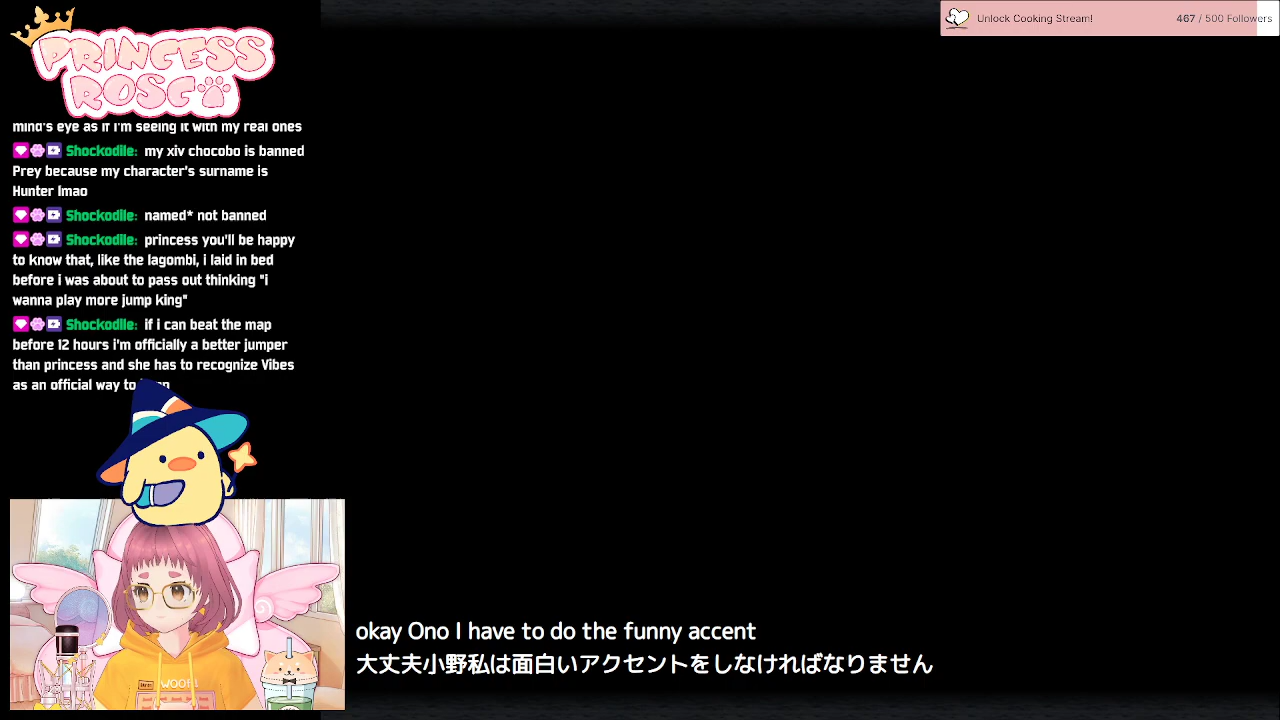 PRINCESS
ROSE
Unlock Cooking Stream!
467 / 500 Followers
mind's eye as if I'm seeing it with my real ones
Shockodile: my xiv chocobo is banned
Prey because my character's surname is
Hunter lmao
Shockodile: named* not banned
Shockodile: princess you'll be happy
to know that, like the lagombi, i laid in bed
before i was about to pass out thinking "i
wanna play more jump king"
Shockodile: if i can beat the map
before 12 hours i'm officially a better jumper
than princess and she has to recognize Vibes
as an official way to
WOOF!
okay Ono I have to do the funny accent
大丈夫小野私は面白いアクセントをしなければなりません